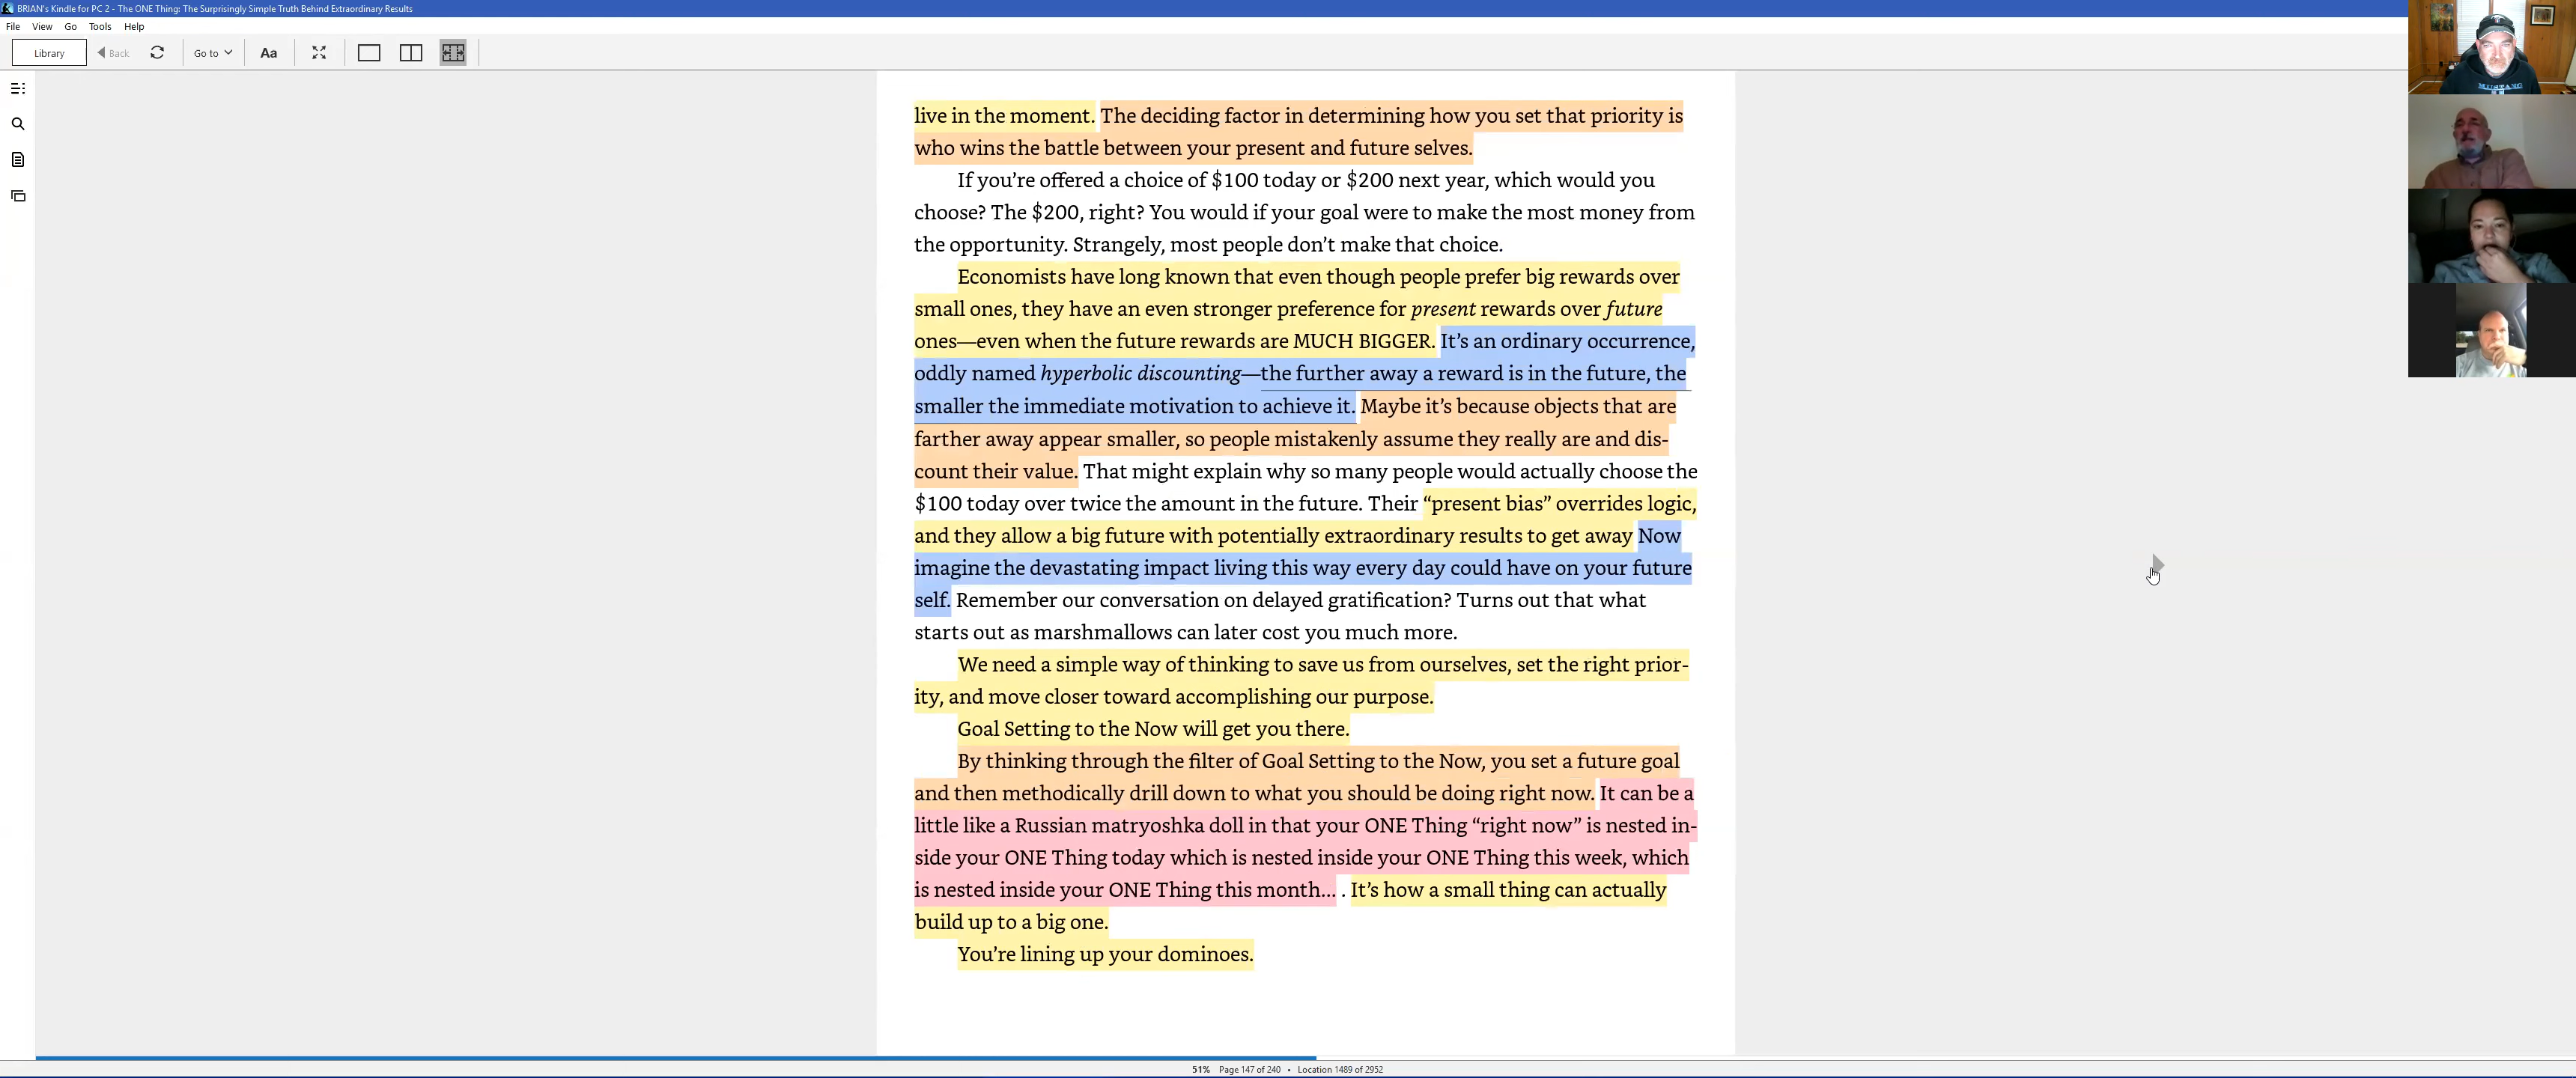 BRIAN's Kindle for PC 2 - The ONE Thing: The Surprisingly Simple Truth Behind Extraordinary Results
File View Go Tools Help
Library Back Go to Aa
live in the moment. The deciding factor in determining how you set that priority is
who wins the battle between your present and future selves.
If you’re offered a choice of $100 today or $200 next year, which would you
choose? The $200, right? You would if your goal were to make the most money from
the opportunity. Strangely, most people don’t make that choice.
Economists have long known that even though people prefer big rewards over
small ones, they have an even stronger preference for present rewards over future
ones—even when the future rewards are MUCH BIGGER. It’s an ordinary occurrence,
oddly named hyperbolic discounting—the further away a reward is in the future, the
smaller the immediate motivation to achieve it. Maybe it’s because objects that are
farther away appear smaller, so people mistakenly assume they really are and dis-
count their value. That might explain why so many people would actually choose the
$100 today over twice the amount in the future. Their “present bias” overrides logic,
and they allow a big future with potentially extraordinary results to get away Now
imagine the devastating impact living this way every day could have on your future
self. Remember our conversation on delayed gratification? Turns out that what
starts out as marshmallows can later cost you much more.
We need a simple way of thinking to save us from ourselves, set the right prior-
ity, and move closer toward accomplishing our purpose.
Goal Setting to the Now will get you there.
By thinking through the filter of Goal Setting to the Now, you set a future goal
and then methodically drill down to what you should be doing right now. It can be a
little like a Russian matryoshka doll in that your ONE Thing “right now” is nested in-
side your ONE Thing today which is nested inside your ONE Thing this week, which
is nested inside your ONE Thing this month... . It’s how a small thing can actually
build up to a big one.
You’re lining up your dominoes.
51% Page 147 of 240 • Location 1489 of 2952